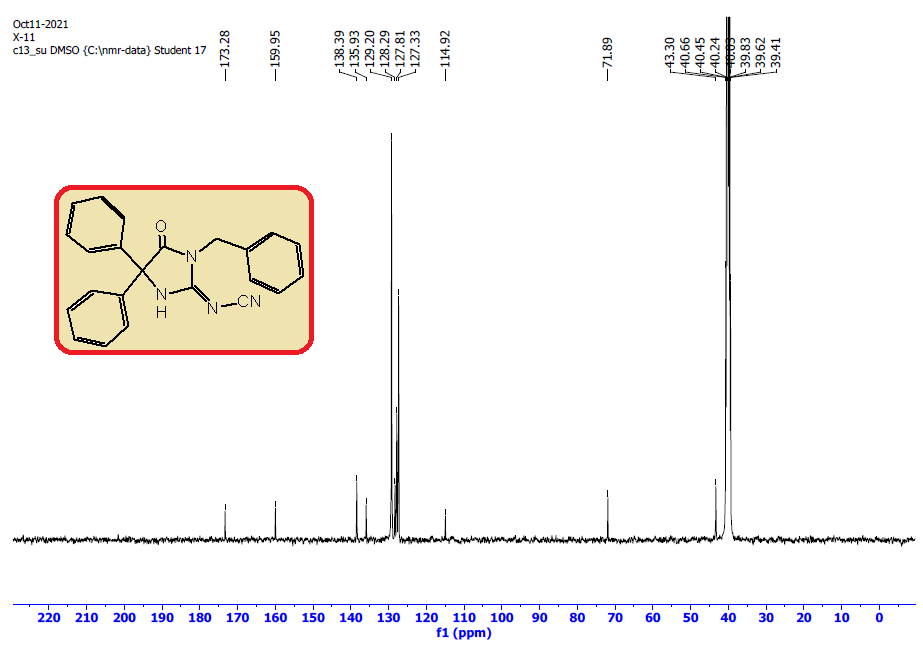 Oct11-2021
X-11
c13_su DMSO {C:\nmr-data} Student 17
173.28
159.95
138.39
135.93
129.20
128.29
127.81
127.33
114.92
71.89
43.30
40.66
40.45
40.24
40.03
39.83
39.62
39.41
O
N
N
H
N
CN
220 210 200 190 180 170 160 150 140 130 120 110 100 90 80 70 60 50 40 30 20 10 0
f1 (ppm)